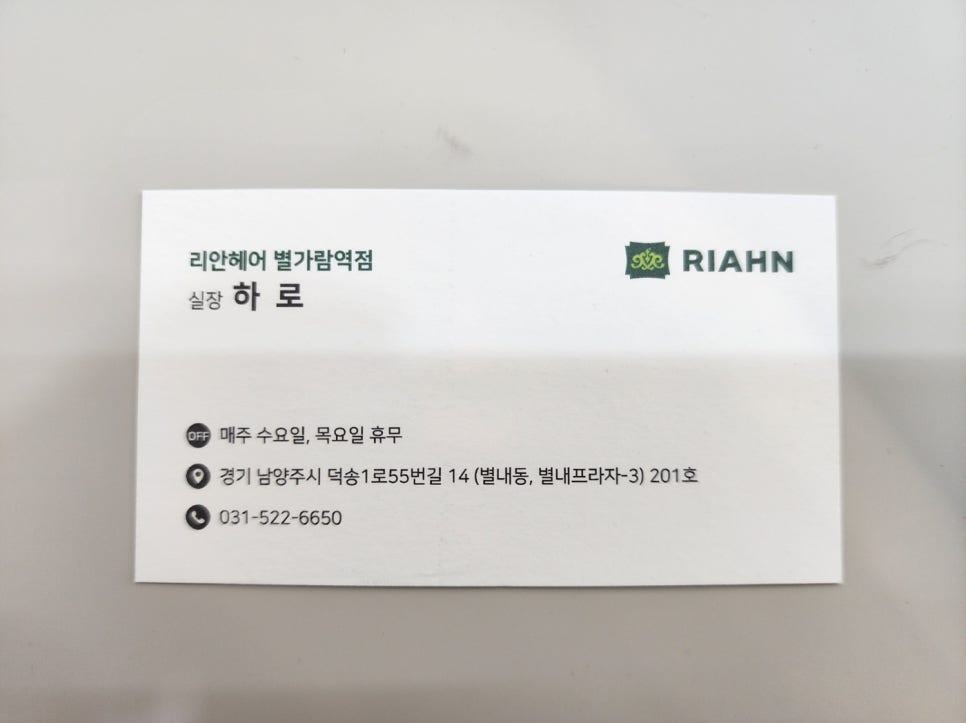 리안헤어 별가람역점
RIAHN
실장 하 로
OFF 매주 수요일, 목요일 휴무
경기 남양주시 덕송1로55번길 14 (별내동, 별내프라자-3) 201호
031-522-6650